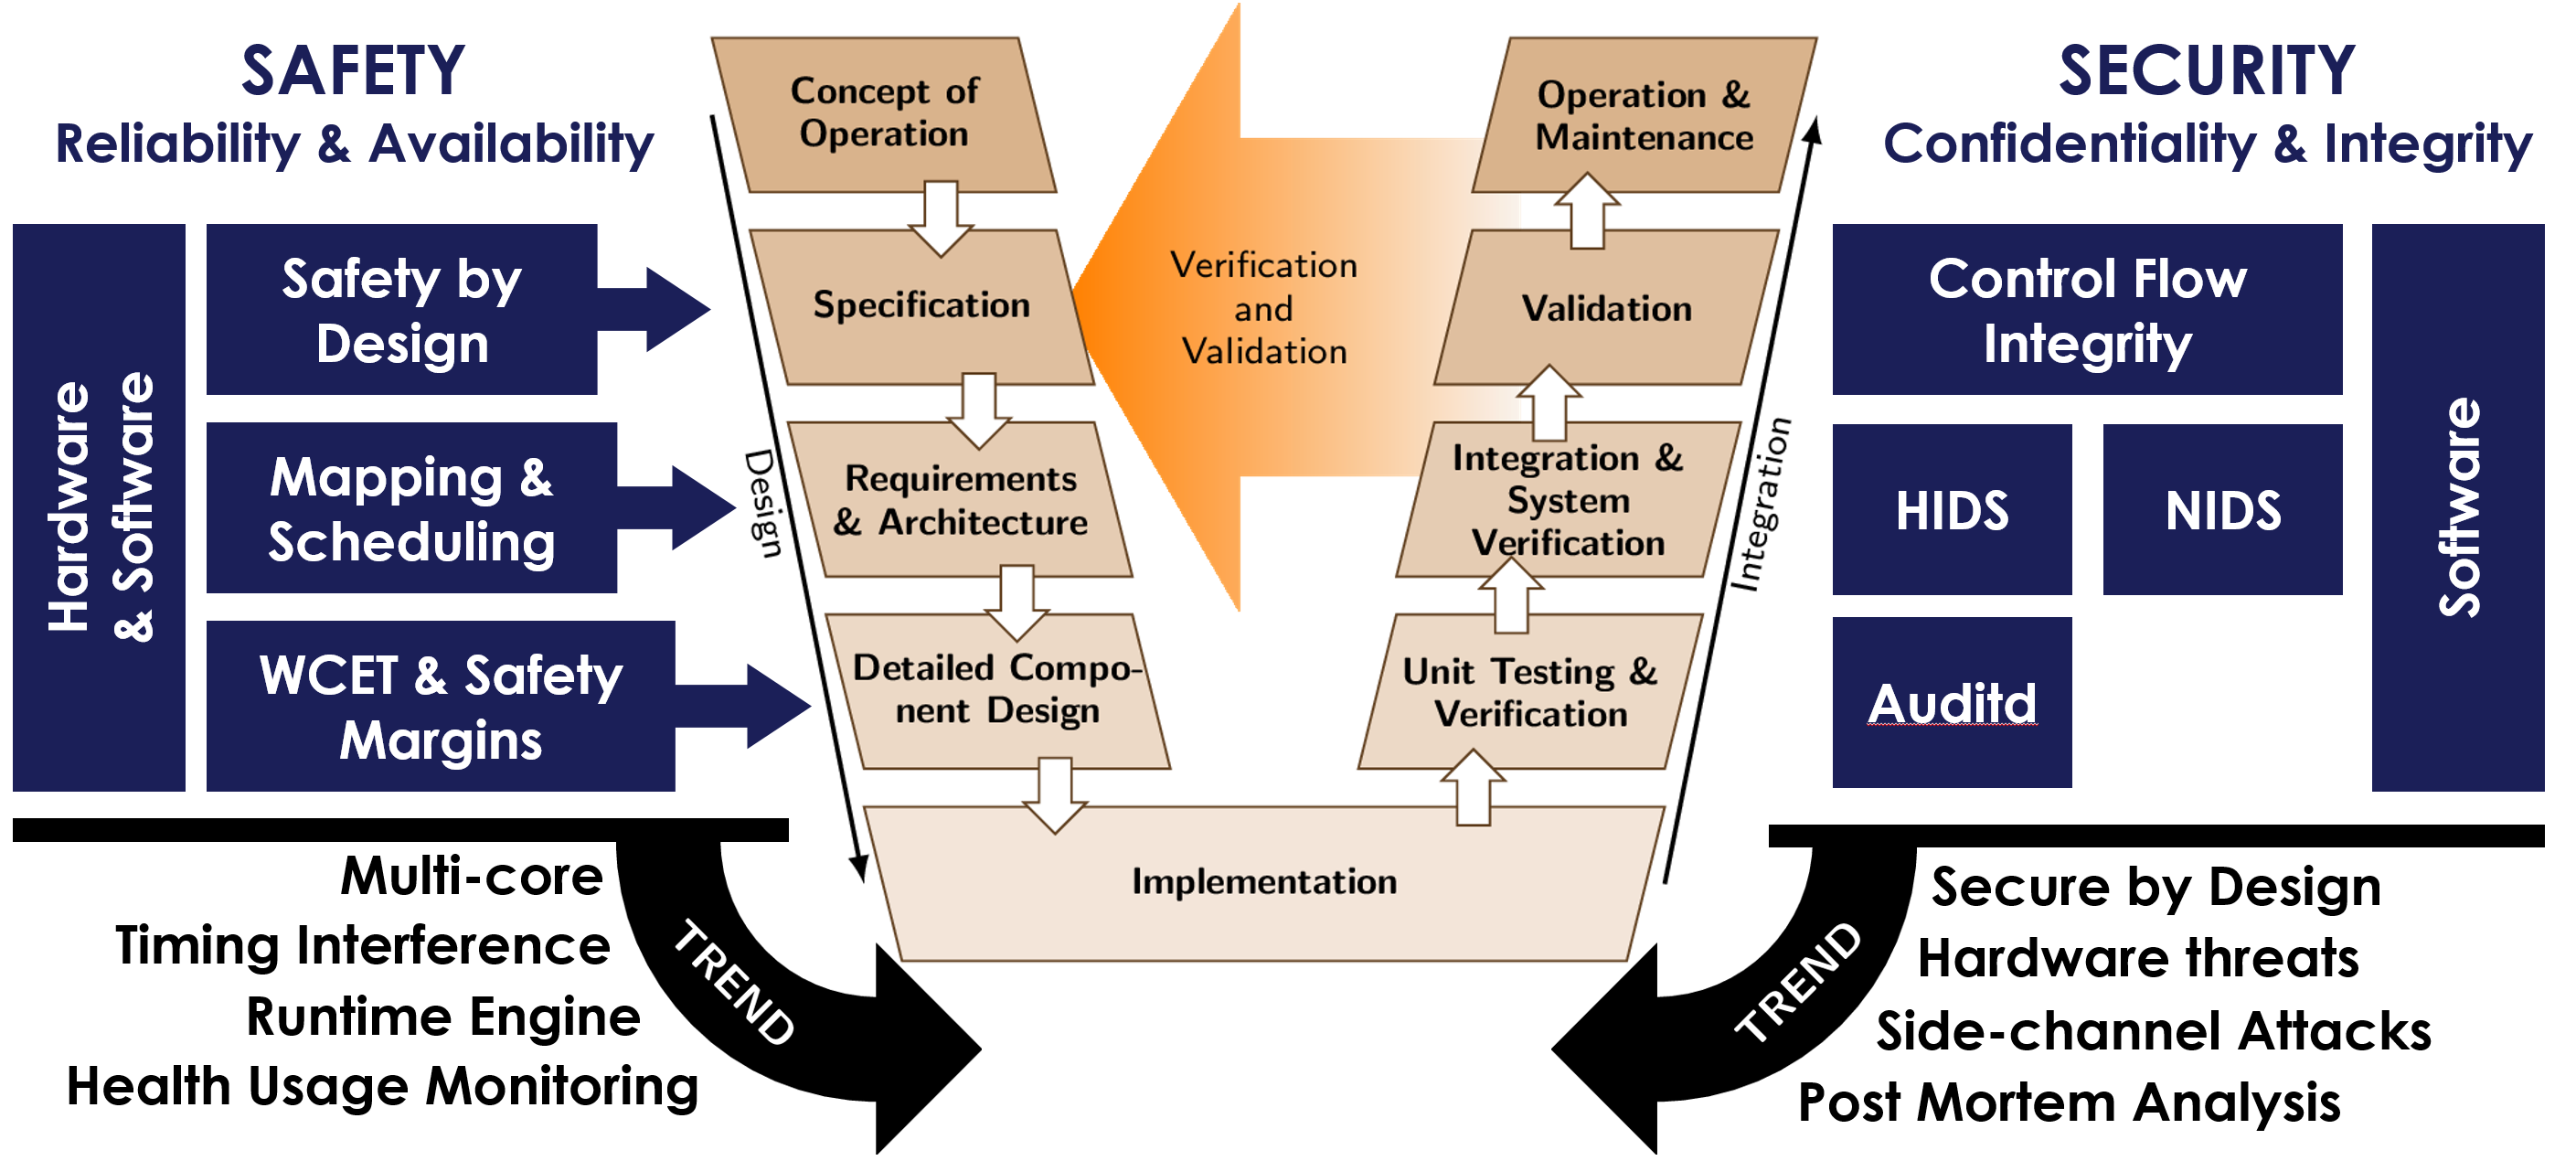 SAFETY
Reliability & Availability
Hardware
& Software
Safety by
Design
Mapping &
Scheduling
WCET & Safety
Margins
Multi-core
Timing Interference
Runtime Engine
Health Usage Monitoring
TREND
Design
Concept of
Operation
Specification
Requirements
& Architecture
Detailed Compo-
nent Design
Implementation
Verification
and
Validation
Operation &
Maintenance
Validation
Integration &
System
Verification
Unit Testing &
Verification
Integration
SECURITY
Confidentiality & Integrity
Control Flow
Integrity
HIDS
NIDS
Auditd
Software
TREND
Secure by Design
Hardware threats
Side-channel Attacks
Post Mortem Analysis